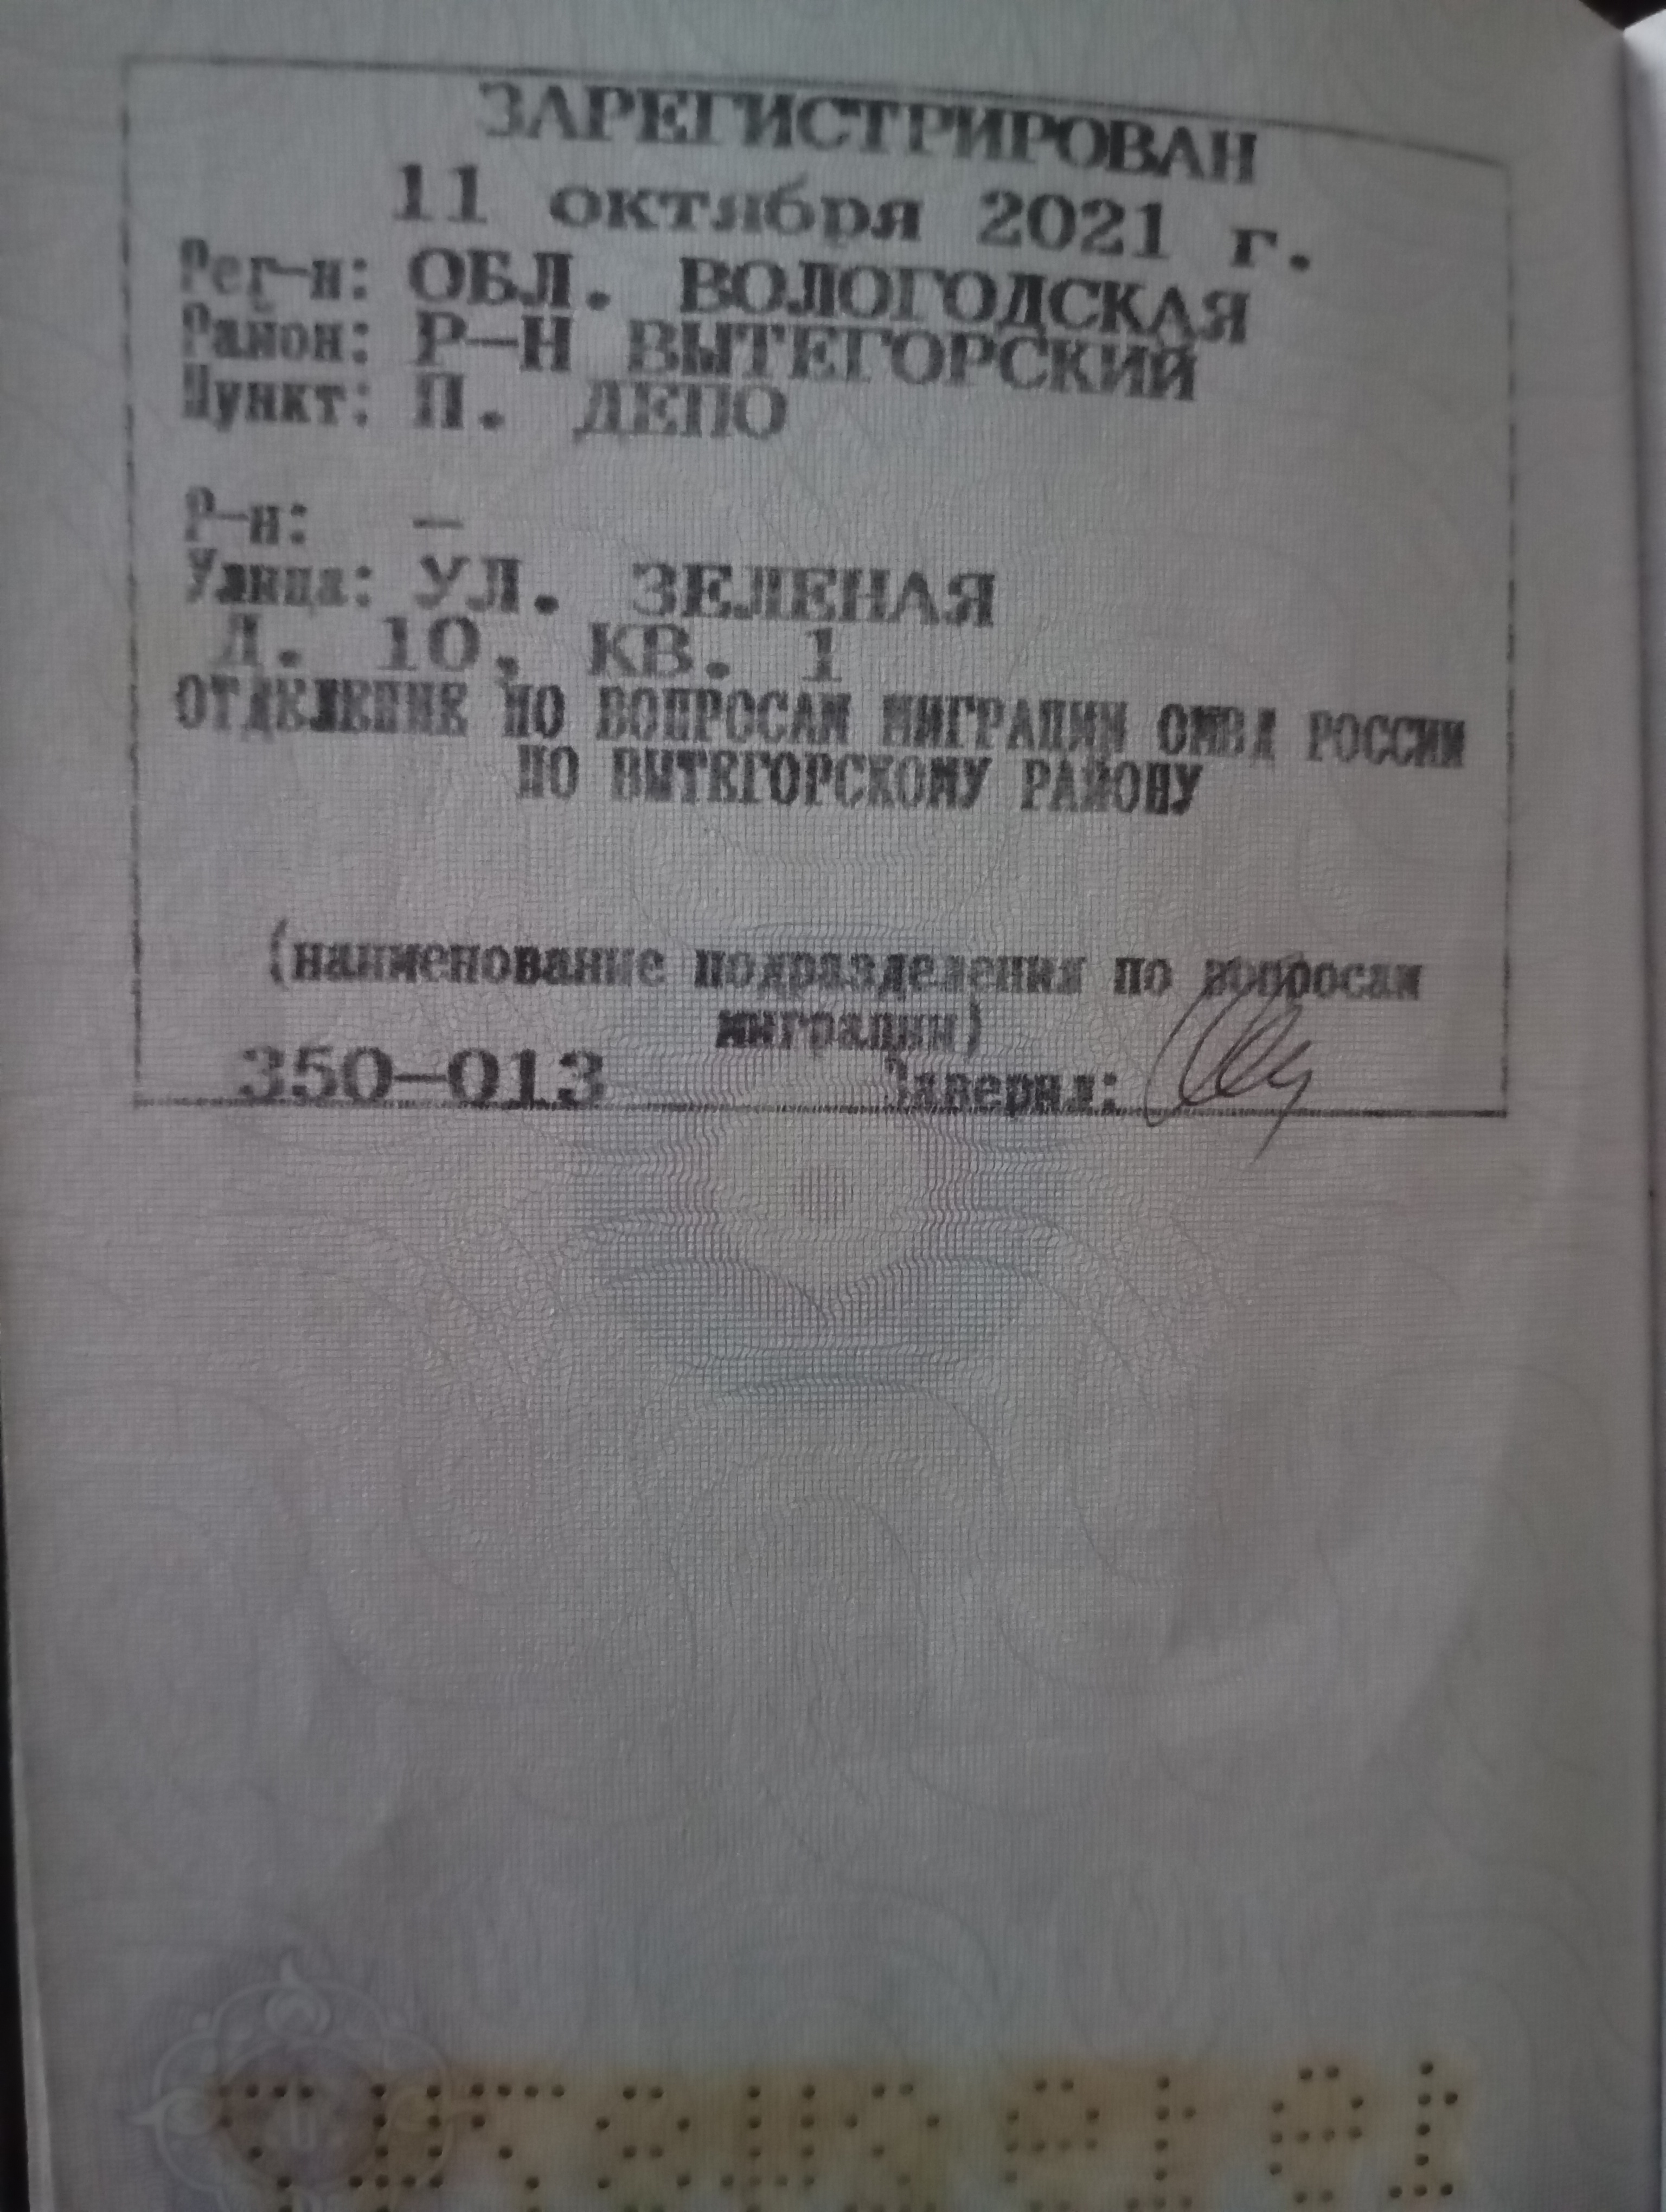 ЗАРЕГИСТРИРОВАН
11 октября 2021 г.
Рег-н: ОБЛ. ВОЛОГОДСКАЯ
Район: Р-Н ВЫТЕГОРСКИЙ
Пункт: П. ДЕПО
Р-н: -
Улица: УЛ. ЗЕЛЕНАЯ
Д. 10, КВ. 1
ОТДЕЛЕНИЕ ПО ВОПРОСАМ МИГРАЦИИ ОМВД РОССИИ
ПО ВЫТЕГОРСКОМУ РАЙОНУ
(наименование подразделения по вопросам
миграции)
350-013 Заверил: